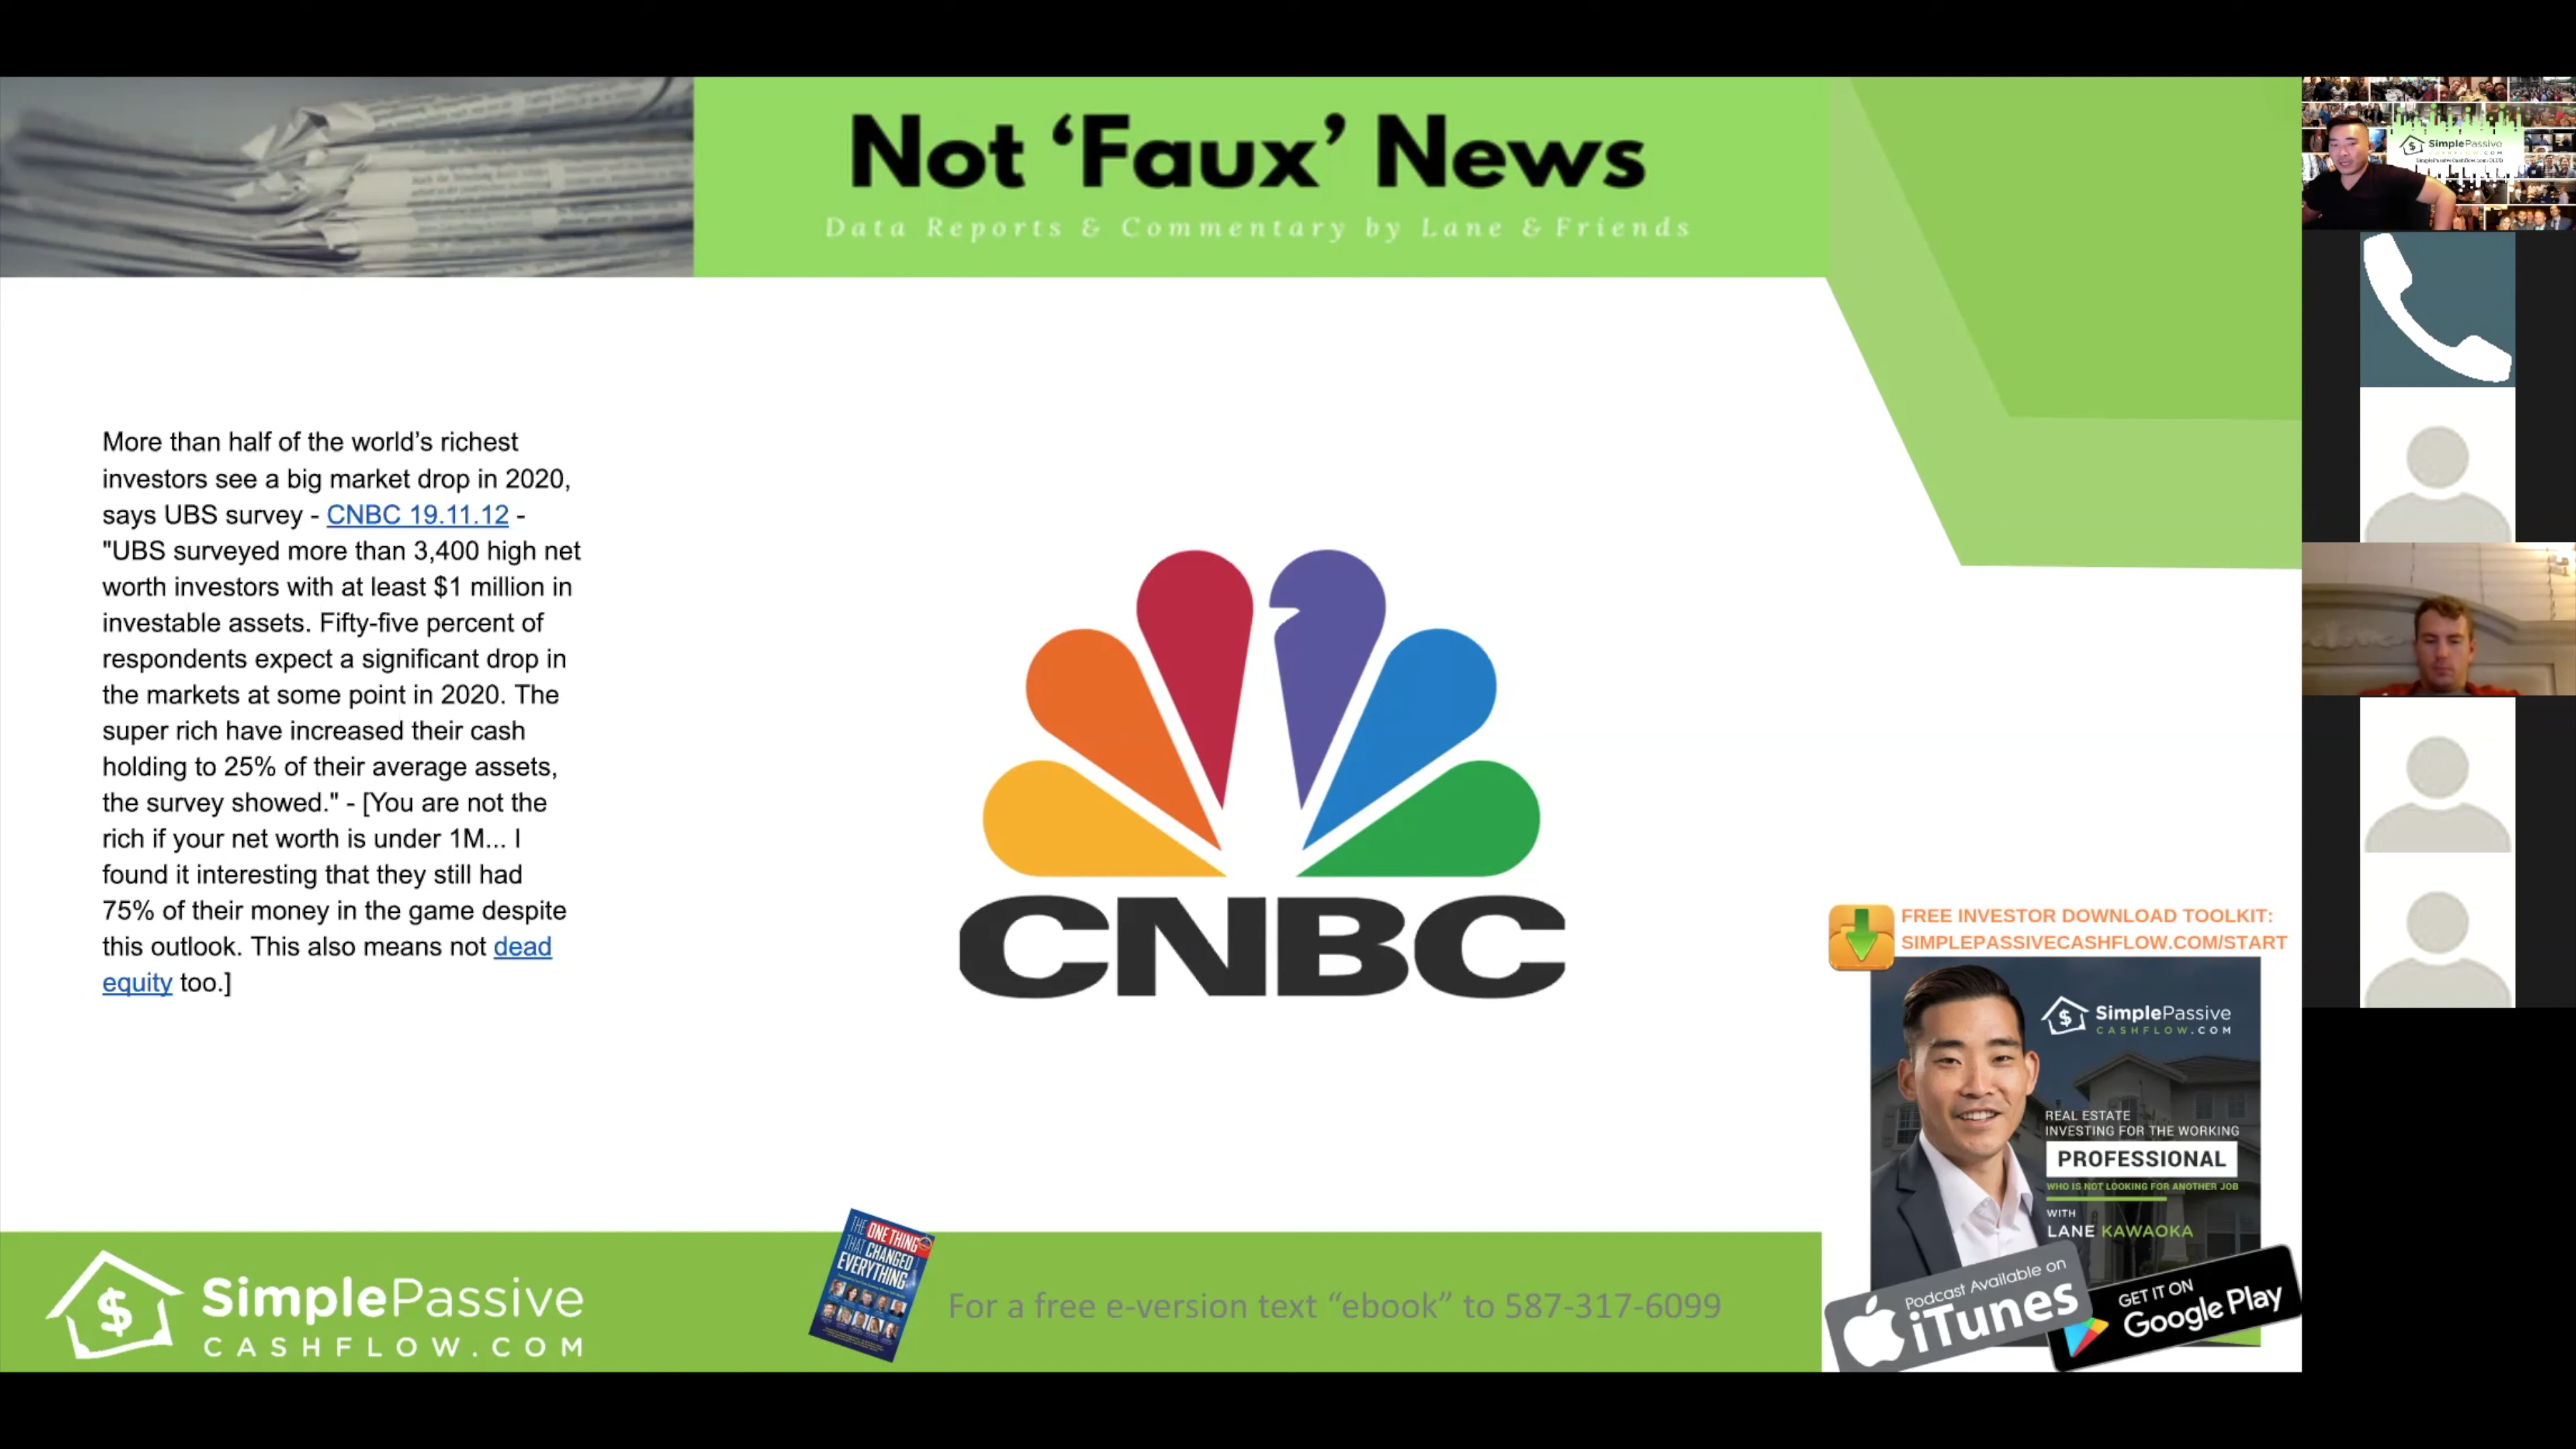 Not ‘Faux’ News
Data Reports & Commentary by Lane & Friends
More than half of the world’s richest
investors see a big market drop in 2020,
says UBS survey - CNBC 19.11.12 -
"UBS surveyed more than 3,400 high net
worth investors with at least $1 million in
investable assets. Fifty-five percent of
respondents expect a significant drop in
the markets at some point in 2020. The
super rich have increased their cash
holding to 25% of their average assets,
the survey showed." - [You are not the
rich if your net worth is under 1M... I
found it interesting that they still had
75% of their money in the game despite
this outlook. This also means not dead
equity too.]
CNBC
FREE INVESTOR DOWNLOAD TOOLKIT:
SIMPLEPASSIVECASHFLOW.COM/START
$ SimplePassive
CASHFLOW.COM
REAL ESTATE
INVESTING FOR THE WORKING
PROFESSIONAL
WHO IS NOT LOOKING FOR ANOTHER JOB
WITH
LANE KAWAOKA
Podcast Available on
iTunes
GET IT ON
Google Play
$ SimplePassive
CASHFLOW.COM
THE ONE THING
THAT CHANGED
EVERYTHING
For a free e-version text “ebook” to 587-317-6099
SimplePassive